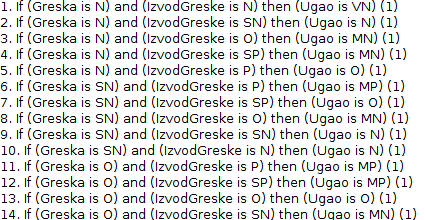 1. If (Greska is N) and (IzvodGreske is N) then (Ugao is VN) (1)
2. If (Greska is N) and (IzvodGreske is SN) then (Ugao is N) (1)
3. If (Greska is N) and (IzvodGreske is O) then (Ugao is MN) (1)
4. If (Greska is N) and (IzvodGreske is SP) then (Ugao is MN) (1)
5. If (Greska is N) and (IzvodGreske is P) then (Ugao is O) (1)
6. If (Greska is SN) and (IzvodGreske is P) then (Ugao is MP) (1)
7. If (Greska is SN) and (IzvodGreske is SP) then (Ugao is O) (1)
8. If (Greska is SN) and (IzvodGreske is O) then (Ugao is MN) (1)
9. If (Greska is SN) and (IzvodGreske is SN) then (Ugao is N) (1)
10. If (Greska is SN) and (IzvodGreske is N) then (Ugao is N) (1)
11. If (Greska is O) and (IzvodGreske is P) then (Ugao is MP) (1)
12. If (Greska is O) and (IzvodGreske is SP) then (Ugao is MP) (1)
13. If (Greska is O) and (IzvodGreske is O) then (Ugao is O) (1)
14. If (Greska is O) and (IzvodGreske is SN) then (Ugao is MN) (1)